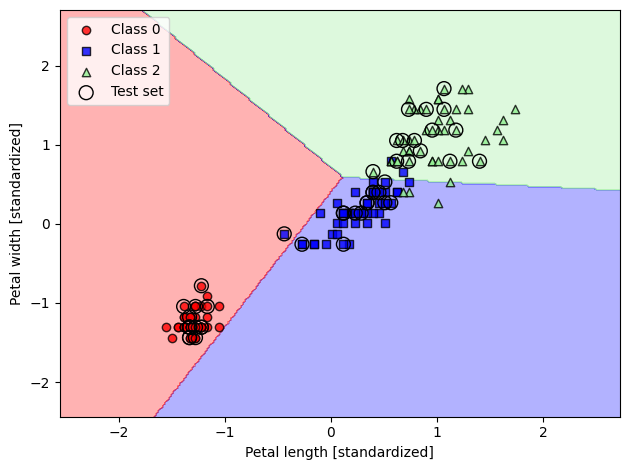 Class 0
Class 1
Class 2
Test set
Petal width [standardized]
2
1
0
−1
−2
−2
−1
0
1
2
Petal length [standardized]